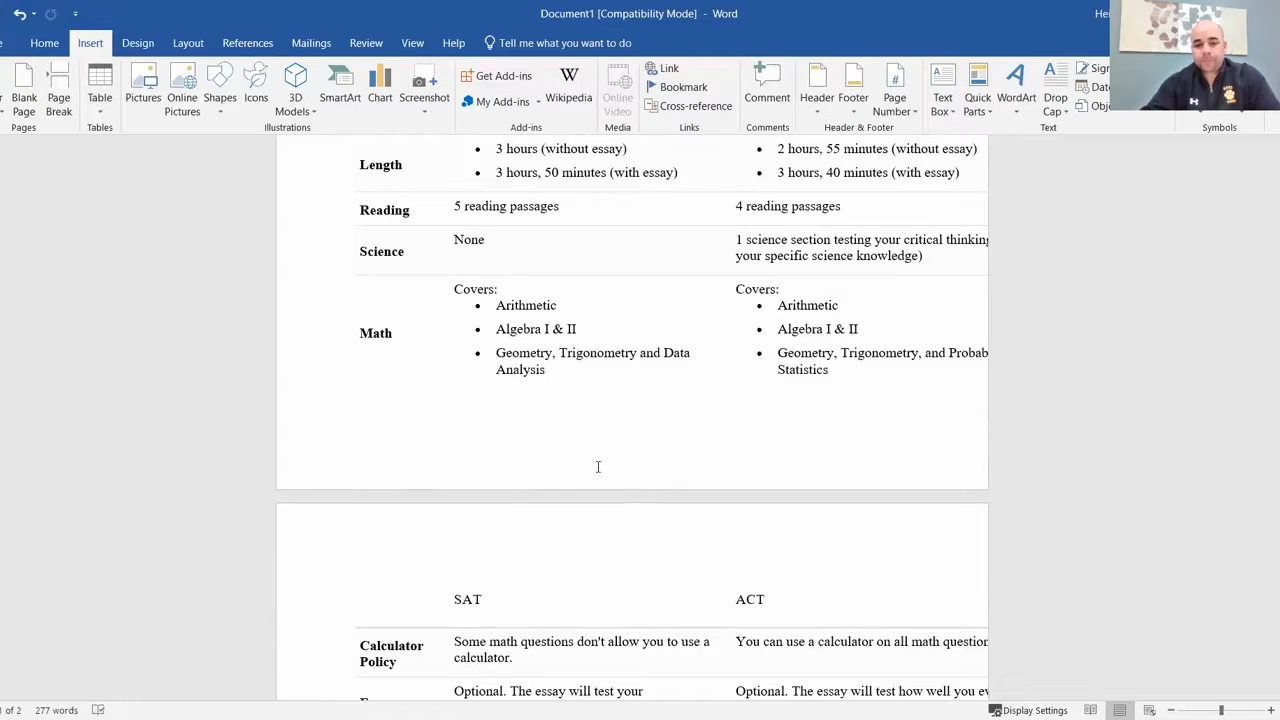 Document1 [Compatibility Mode] - Word
Home Insert Design Layout References Mailings Review View Help Tell me what you want to do
Blank Page
Page Break
Table
Pictures
Online Pictures
Shapes
Icons
3D Models
SmartArt
Chart
Screenshot
Get Add-ins
My Add-ins
Wikipedia
Online Video
Link
Bookmark
Cross-reference
Comment
Header
Footer
Page Number
Text Box
Quick Parts
WordArt
Drop Cap
Pages Tables Illustrations Add-ins Media Links Comments Header & Footer Text Symbols
Length
• 3 hours (without essay)
• 3 hours, 50 minutes (with essay)
• 2 hours, 55 minutes (without essay)
• 3 hours, 40 minutes (with essay)
Reading
5 reading passages
4 reading passages
Science
None
1 science section testing your critical thinking
your specific science knowledge)
Math
Covers:
• Arithmetic
• Algebra I & II
• Geometry, Trigonometry and Data
Analysis
Covers:
• Arithmetic
• Algebra I & II
• Geometry, Trigonometry, and Probab
Statistics
SAT
ACT
Calculator
Policy
Some math questions don't allow you to use a
calculator.
You can use a calculator on all math question
Optional. The essay will test your
Optional. The essay will test how well you ev
of 2 277 words
Display Settings